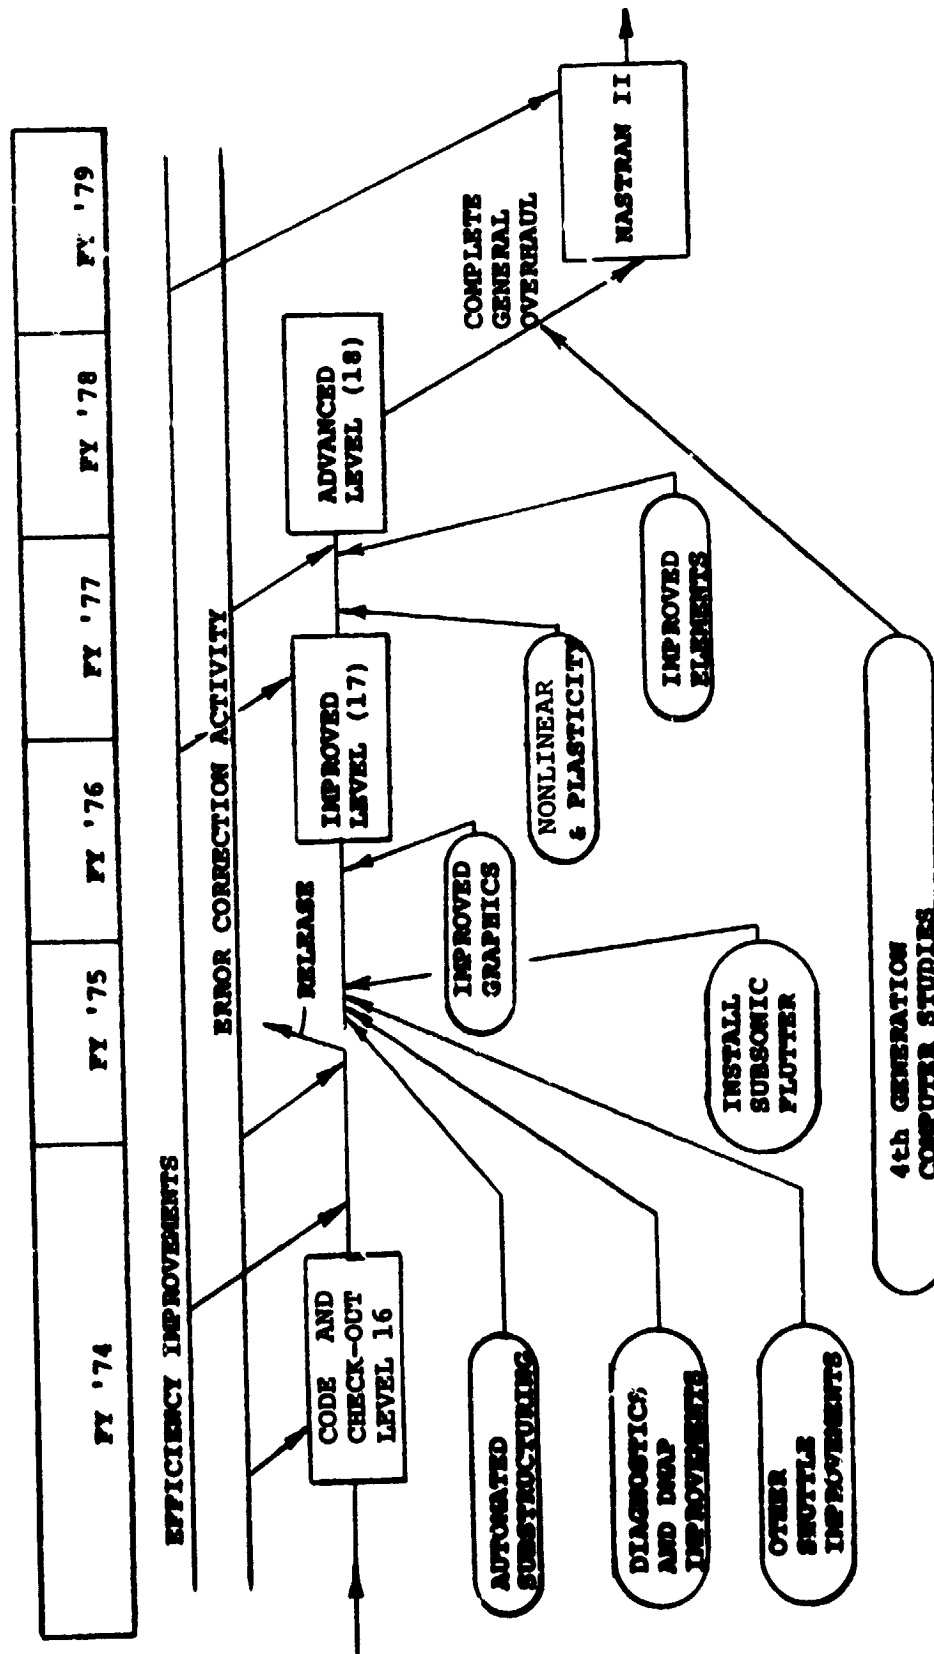 FY '74
FY '75
FY '76
FY '77
FY '78
FY '79
EFFICIENCY IMPROVEMENTS
ERROR CORRECTION ACTIVITY
CODE AND
CHECK-OUT
LEVEL 16
RELEASE
IMPROVED
LEVEL (17)
ADVANCED
LEVEL (18)
COMPLETE
GENERAL
OVERHAUL
NASTRAN II
AUTOMATED
SUBSTRUCTURING
DIAGNOSTICS
AND DMAP
IMPROVEMENTS
OTHER
SHUTTLE
IMPROVEMENTS
IMPROVED
GRAPHICS
INSTALL
SUBSONIC
FLUTTER
NONLINEAR
& PLASTICITY
IMPROVED
ELEMENTS
4th GENERATION
COMPUTER STUDIES